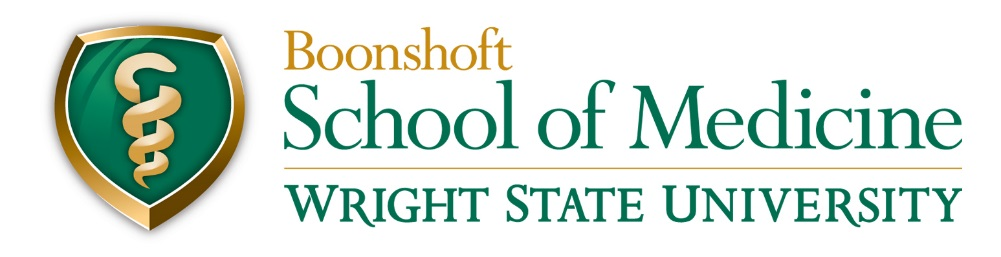 Boonshoft
School of Medicine
WRIGHT STATE UNIVERSITY